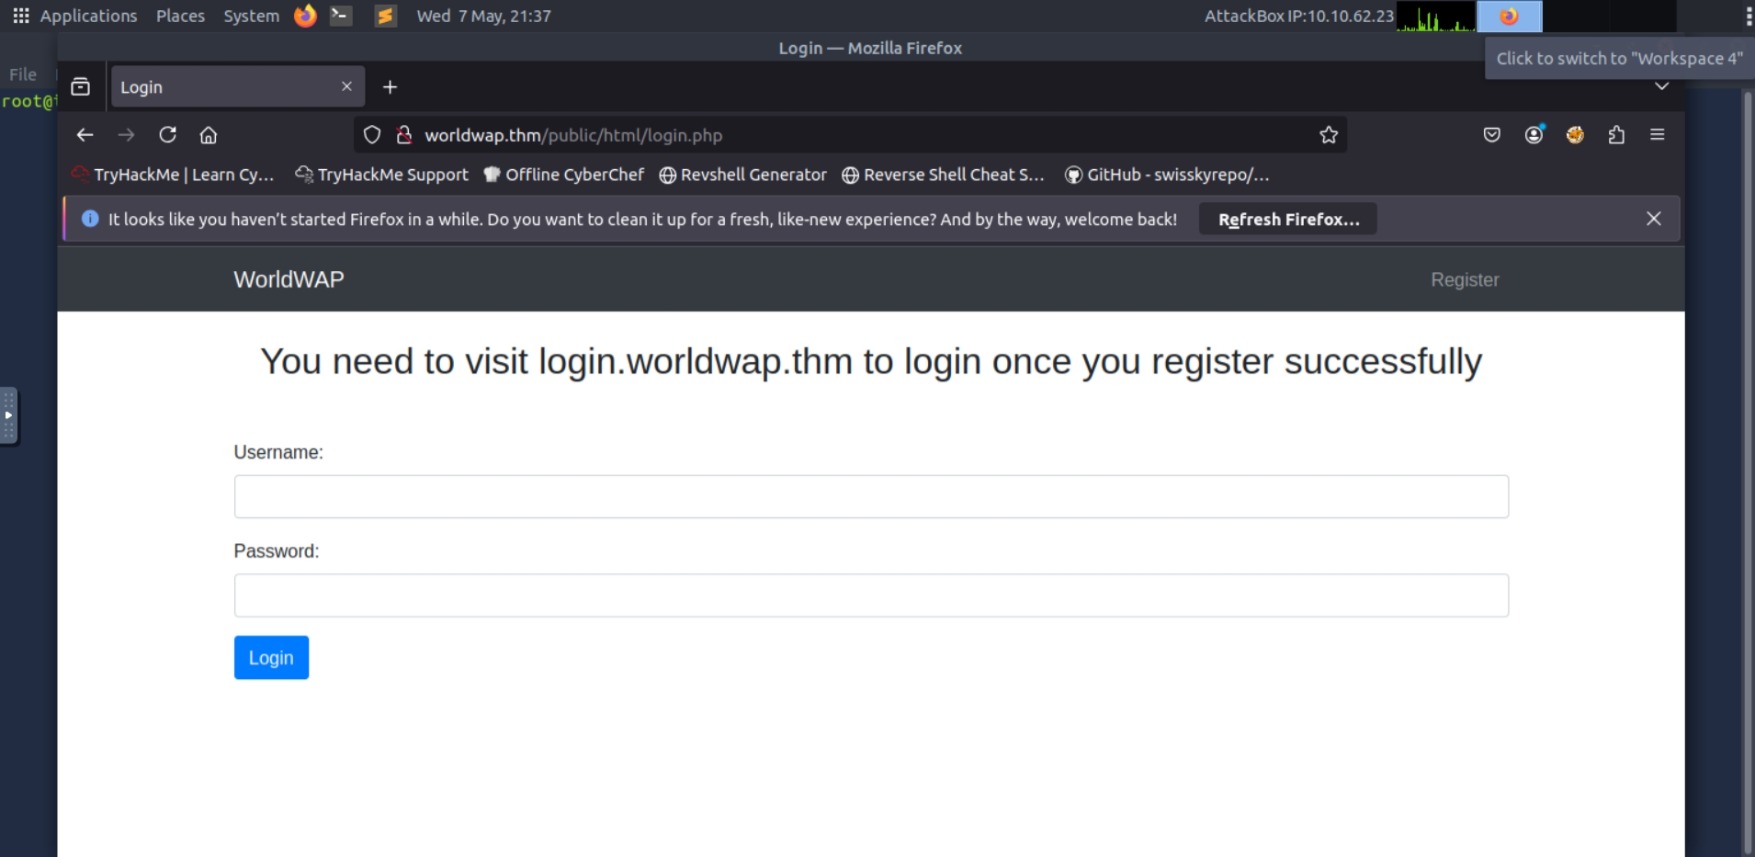 Applications Places System Wed 7 May, 21:37 AttackBox IP:10.10.62.23
Login — Mozilla Firefox
Click to switch to "Workspace 4"
File
Login
root@
worldwap.thm/public/html/login.php
TryHackMe | Learn Cy... TryHackMe Support Offline CyberChef Revshell Generator Reverse Shell Cheat S... GitHub - swisskyrepo/...
It looks like you haven't started Firefox in a while. Do you want to clean it up for a fresh, like-new experience? And by the way, welcome back! Refresh Firefox...
WorldWAP Register
You need to visit login.worldwap.thm to login once you register successfully
Username:
Password:
Login